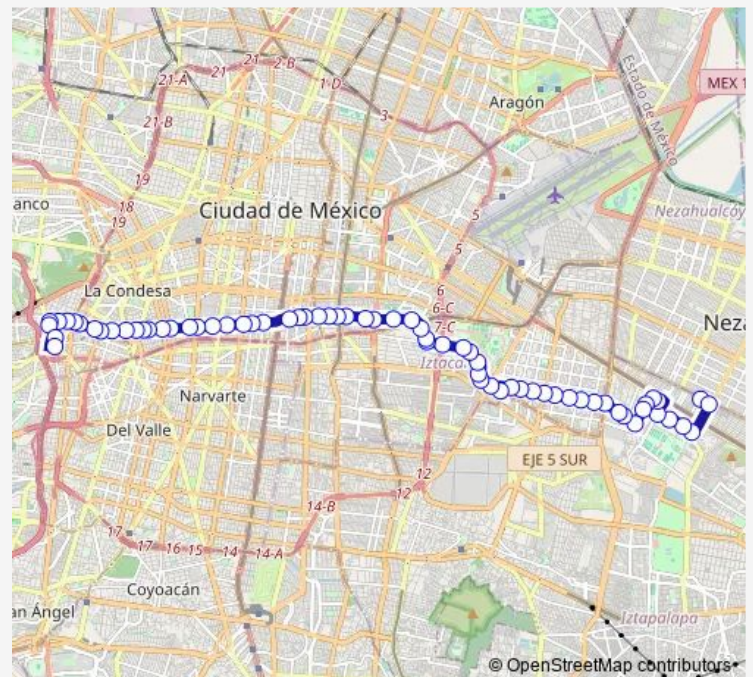 21
2-B
21-A
1-D
Aragón
Estado de México
MEX 1
21-B
3
19
anco
18
19
Ciudad de México
5
Nezahualcóy
5
La Condesa
6
6-C
7-C
Neza
Iztaca
Narvarte
Del Valle
EJE 5 SUR
12
12
14-B
17
17
16
15
14
14-A
Coyoacán
an Ángel
Iztapalapa
© OpenStreetMap contributors